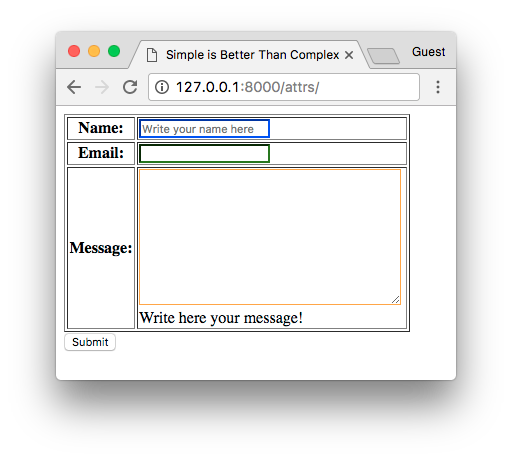 Simple is Better Than Complex
Guest
127.0.0.1:8000/attrs/
Name:
Write your name here
Email:
Message:
Write here your message!
Submit